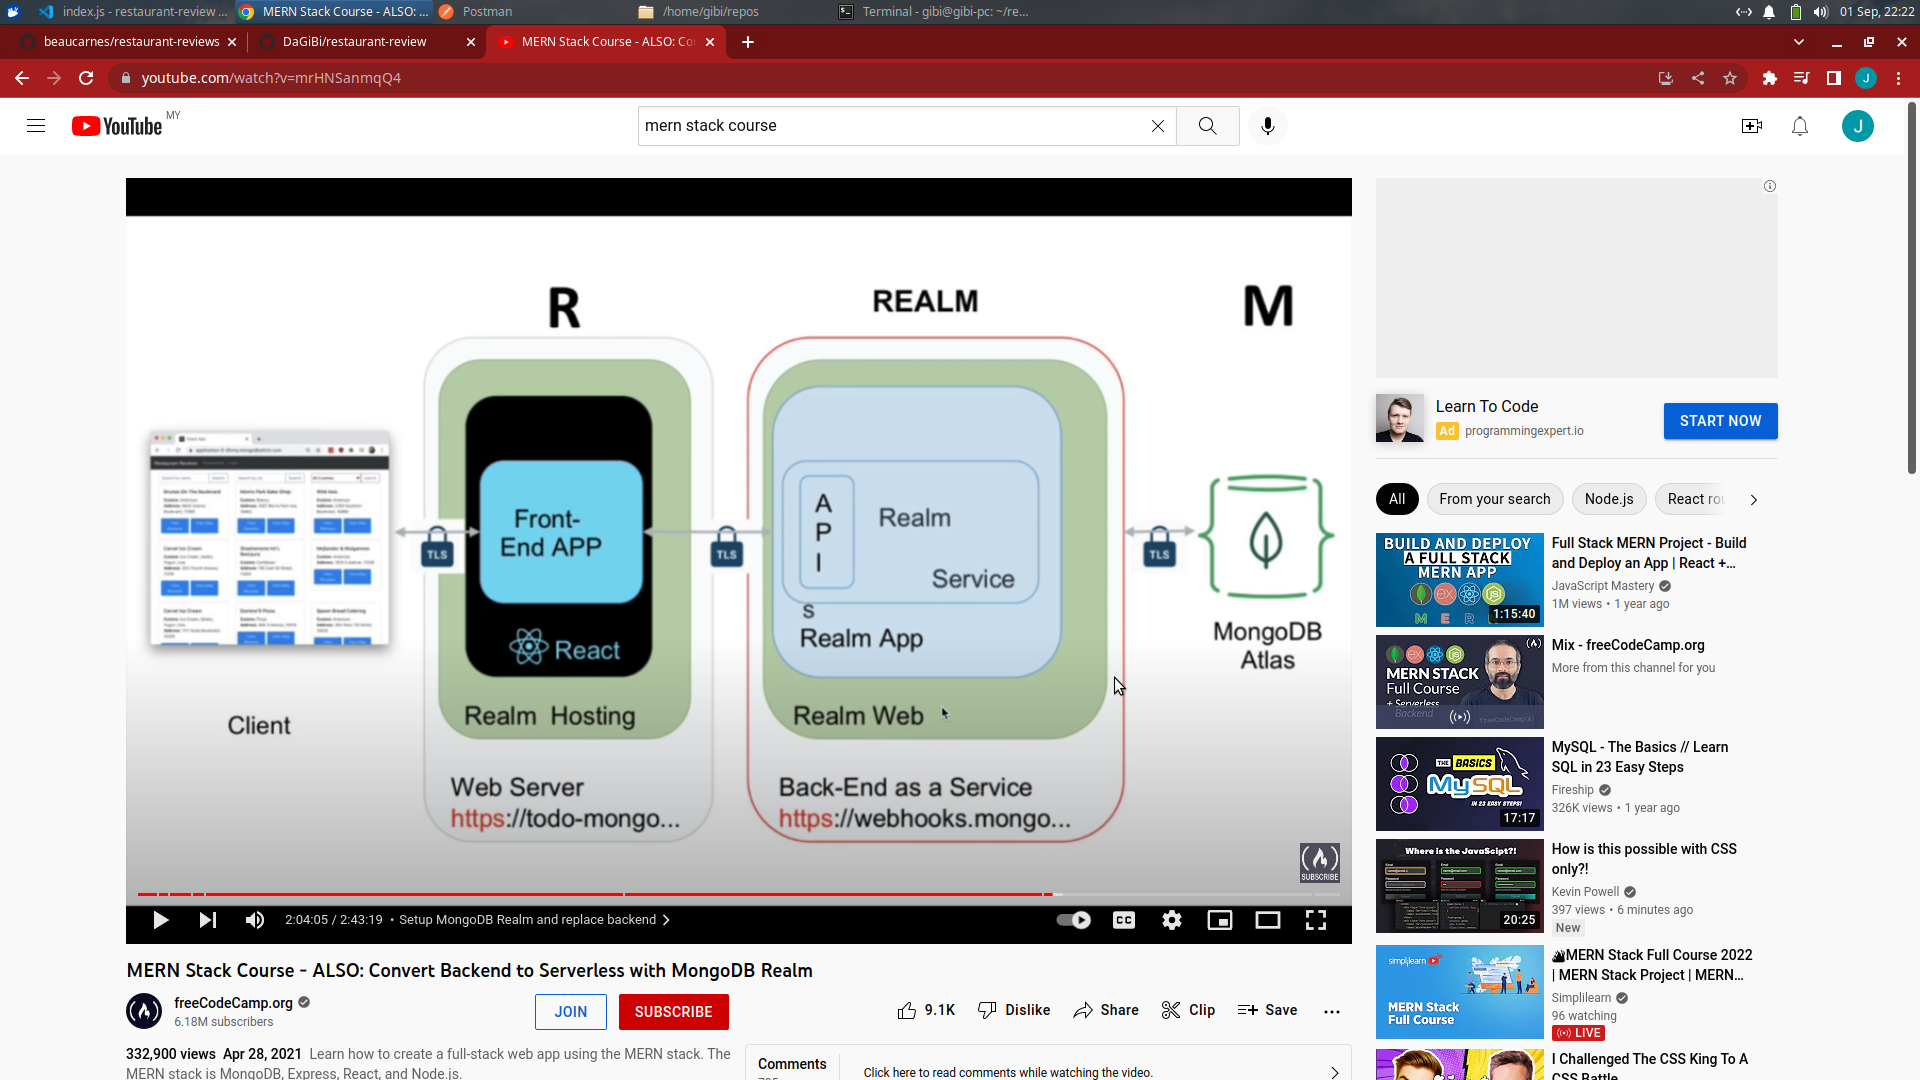 index.js - restaurant-review ...
MERN Stack Course - ALSO: ...
Postman
/home/gibi/repos
Terminal - gibi@gibi-pc: ~/re...
01 Sep, 22:22
beaucarnes/restaurant-reviews
DaGiBi/restaurant-review
MERN Stack Course - ALSO: Co
youtube.com/watch?v=mrHNSanmqQ4
J
YouTube MY
mern stack course
J
R
REALM
M
Front-
End APP
React
TLS
TLS
TLS
A
P
I
Realm
Service
s
Realm App
MongoDB
Atlas
Client
Realm Hosting
Realm Web
Web Server
https://todo-mongo...
Back-End as a Service
https://webhooks.mongo...
SUBSCRIBE
2:04:05 / 2:43:19 • Setup MongoDB Realm and replace backend
CC
MERN Stack Course - ALSO: Convert Backend to Serverless with MongoDB Realm
freeCodeCamp.org
6.18M subscribers
JOIN
SUBSCRIBE
9.1K
Dislike
Share
Clip
Save
332,900 views Apr 28, 2021 Learn how to create a full-stack web app using the MERN stack. The
MERN stack is MongoDB, Express, React, and Node.js.
Comments
Click here to read comments while watching the video.
Learn To Code
Ad programmingexpert.io
START NOW
All
From your search
Node.js
React rou
BUILD AND DEPLOY
A FULL STACK
MERN APP
M E R
1:15:40
Full Stack MERN Project - Build
and Deploy an App | React +...
JavaScript Mastery
1M views • 1 year ago
MERN STACK
Full Course
+ Serverless
Backend
freeCodeCamp(A)
Mix - freeCodeCamp.org
More from this channel for you
THE BASICS
MySQL
IN 23 EASY STEPS!
17:17
MySQL - The Basics // Learn
SQL in 23 Easy Steps
Fireship
326K views • 1 year ago
Where is the JavaScipt?!
20:25
How is this possible with CSS
only?!
Kevin Powell
397 views • 6 minutes ago
New
simplilearn
MERN Stack
Full Course
MERN Stack Full Course 2022
| MERN Stack Project | MERN...
Simplilearn
96 watching
LIVE
I Challenged The CSS King To A
CSS Battle